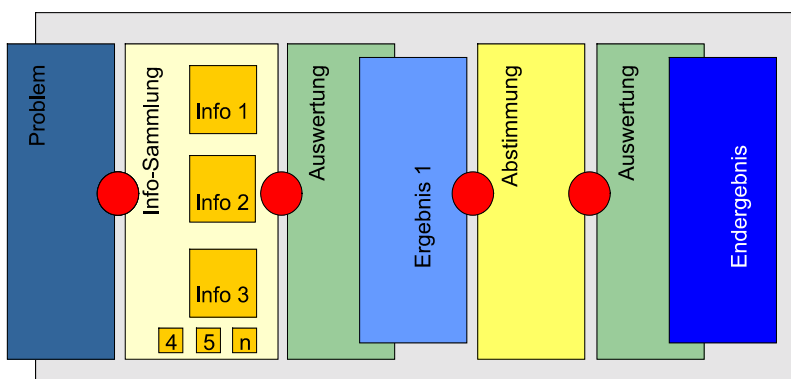 Problem
Info-Sammlung
Info 1
Info 2
Info 3
4
5
n
Auswertung
Ergebnis 1
Abstimmung
Auswertung
Endergebnis